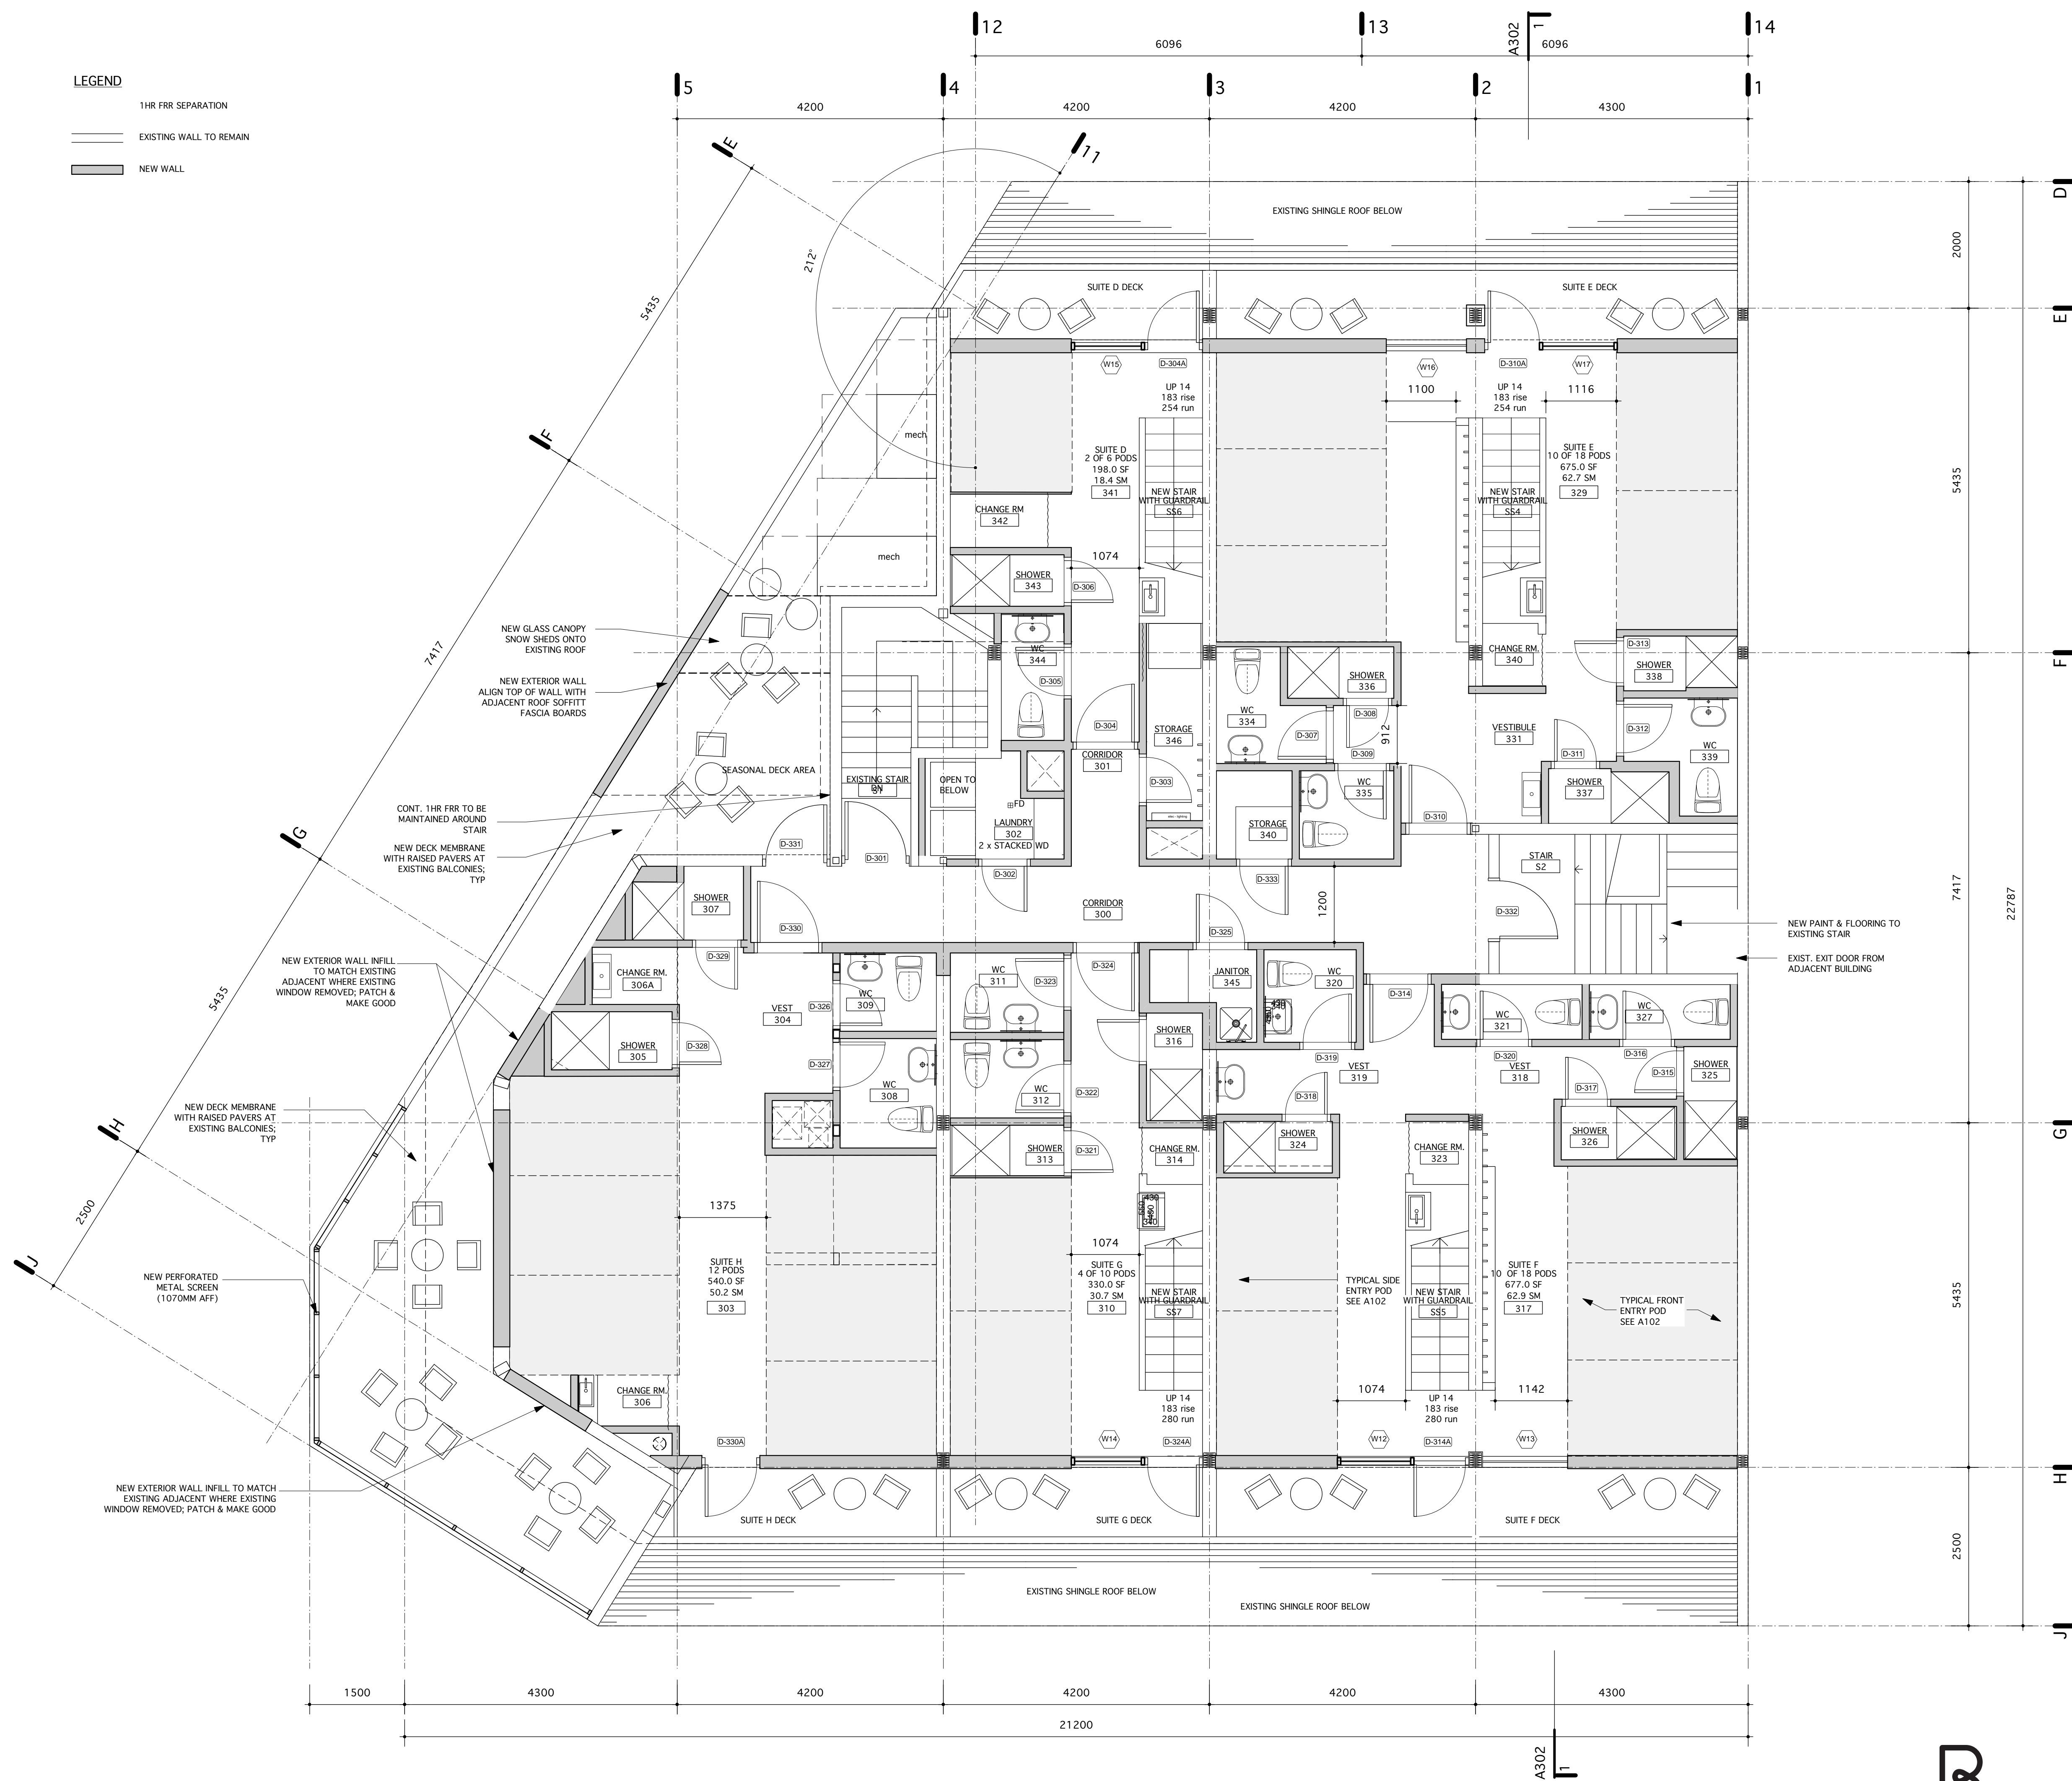 12
13
14
A302
1
6096
6096
LEGEND
1HR FRR SEPARATION
EXISTING WALL TO REMAIN
NEW WALL
5
4
3
2
1
4200
4200
4200
4300
E
11
F
G
H
J
5435
7417
5435
2500
212°
D
E
F
G
H
J
2000
5435
7417
5435
2500
22787
EXISTING SHINGLE ROOF BELOW
SUITE D DECK
SUITE E DECK
W15
D-304A
W16
D-310A
W17
UP 14
183 rise
254 run
1100
UP 14
183 rise
254 run
1116
mech
mech
SUITE D
2 OF 6 PODS
198.0 SF
18.4 SM
341
NEW STAIR
WITH GUARDRAIL
SS6
NEW STAIR
WITH GUARDRAIL
SS4
SUITE E
10 OF 18 PODS
675.0 SF
62.7 SM
329
CHANGE RM
342
1074
SHOWER
343
D-306
NEW GLASS CANOPY
SNOW SHEDS ONTO
EXISTING ROOF
NEW EXTERIOR WALL
ALIGN TOP OF WALL WITH
ADJACENT ROOF SOFFITT
FASCIA BOARDS
WC
344
D-305
D-304
SHOWER
336
CHANGE RM.
340
D-313
SHOWER
338
STORAGE
346
WC
334
D-307
D-308
912
D-309
VESTIBULE
331
D-311
D-312
WC
339
CORRIDOR
301
SEASONAL DECK AREA
EXISTING STAIR
DN
OPEN TO
BELOW
FD
LAUNDRY
302
2 x STACKED WD
D-303
WC
335
SHOWER
337
STORAGE
340
D-310
CONT. 1HR FRR TO BE
MAINTAINED AROUND
STAIR
NEW DECK MEMBRANE
WITH RAISED PAVERS AT
EXISTING BALCONIES;
TYP
D-331
D-301
D-302
D-333
STAIR
S2
SHOWER
307
CORRIDOR
300
1200
D-332
D-330
D-325
NEW PAINT & FLOORING TO
EXISTING STAIR
EXIST. EXIT DOOR FROM
ADJACENT BUILDING
NEW EXTERIOR WALL INFILL
TO MATCH EXISTING
ADJACENT WHERE EXISTING
WINDOW REMOVED; PATCH &
MAKE GOOD
D-329
CHANGE RM.
306A
VEST
304
D-326
WC
309
WC
311
D-323
D-324
JANITOR
345
WC
320
D-314
WC
321
WC
327
SHOWER
305
D-328
D-327
WC
308
WC
312
D-322
SHOWER
316
D-319
VEST
319
D-320
VEST
318
D-316
D-315
SHOWER
325
D-318
D-317
NEW DECK MEMBRANE
WITH RAISED PAVERS AT
EXISTING BALCONIES;
TYP
SHOWER
313
D-321
CHANGE RM.
314
SHOWER
324
CHANGE RM.
323
SHOWER
326
1375
1074
SUITE H
12 PODS
540.0 SF
50.2 SM
303
SUITE G
4 OF 10 PODS
330.0 SF
30.7 SM
310
NEW STAIR
WITH GUARDRAIL
SS7
TYPICAL SIDE
ENTRY POD
SEE A102
NEW STAIR
WITH GUARDRAIL
SS5
SUITE F
10 OF 18 PODS
677.0 SF
62.9 SM
317
TYPICAL FRONT
ENTRY POD
SEE A102
NEW PERFORATED
METAL SCREEN
(1070MM AFF)
CHANGE RM.
306
UP 14
183 rise
280 run
1074
UP 14
183 rise
280 run
1142
D-330A
W14
D-324A
W12
D-314A
W13
NEW EXTERIOR WALL INFILL TO MATCH
EXISTING ADJACENT WHERE EXISTING
WINDOW REMOVED; PATCH & MAKE GOOD
SUITE H DECK
SUITE G DECK
SUITE F DECK
EXISTING SHINGLE ROOF BELOW
EXISTING SHINGLE ROOF BELOW
1500
4300
4200
4200
4200
4300
21200
A302
1